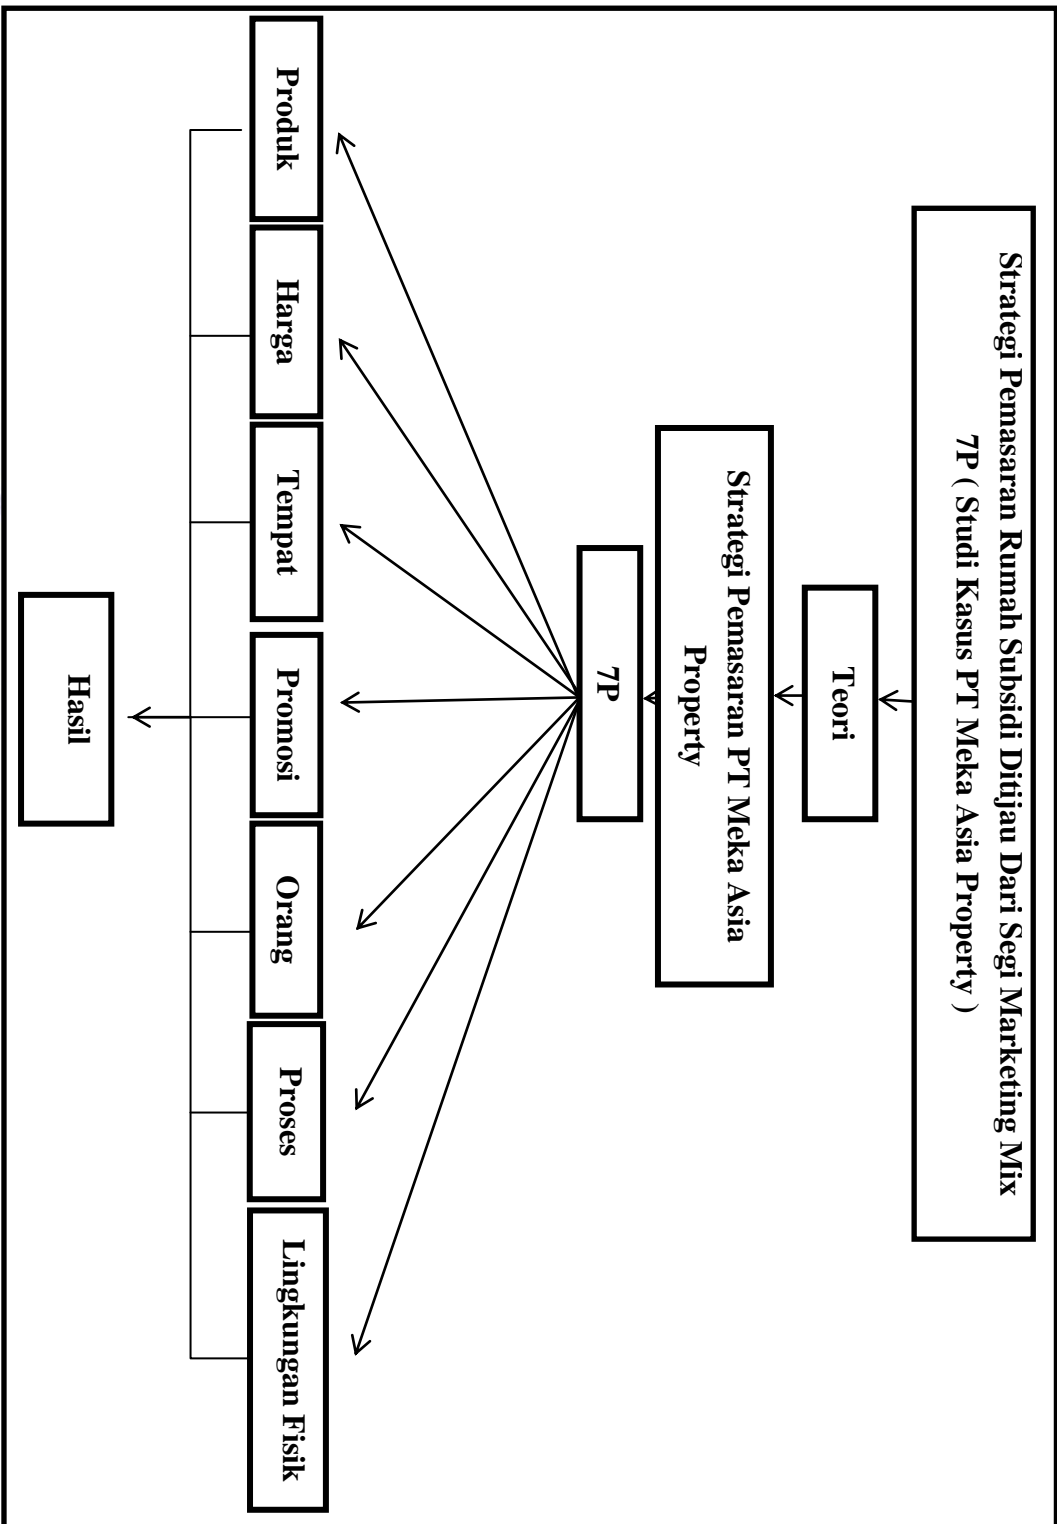 Strategi Pemasaran Rumah Subsidi Ditijau Dari Segi Marketing Mix
7P ( Studi Kasus PT Meka Asia Property )
Teori
Strategi Pemasaran PT Meka Asia
Property
7P
Produk
Harga
Tempat
Promosi
Orang
Proses
Lingkungan Fisik
Hasil